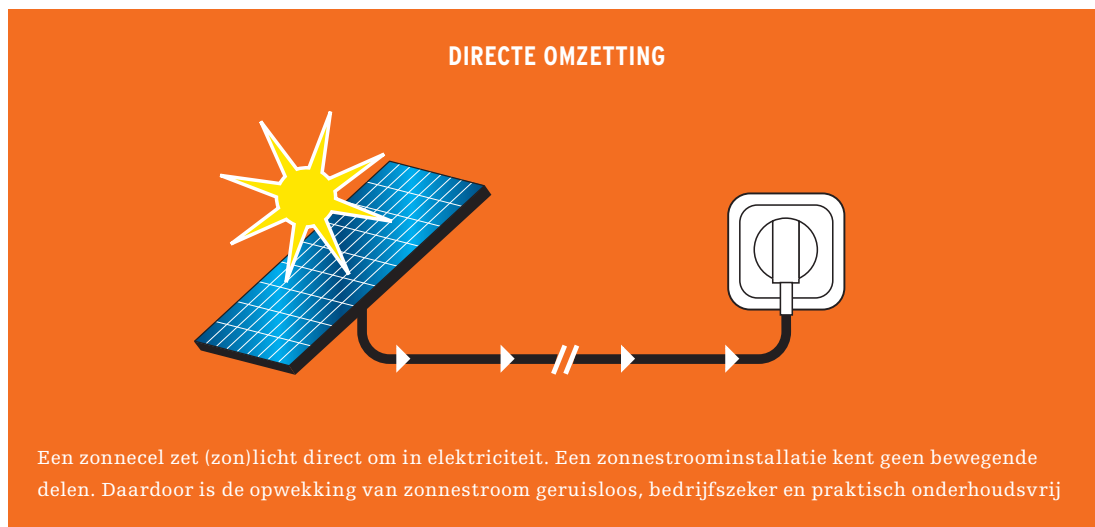 DIRECTE OMZETTING
Een zonnecel zet (zon)licht direct om in elektriciteit. Een zonnestroominstallatie kent geen bewegende
delen. Daardoor is de opwekking van zonnestroom geruisloos, bedrijfszeker en praktisch onderhoudsvrij